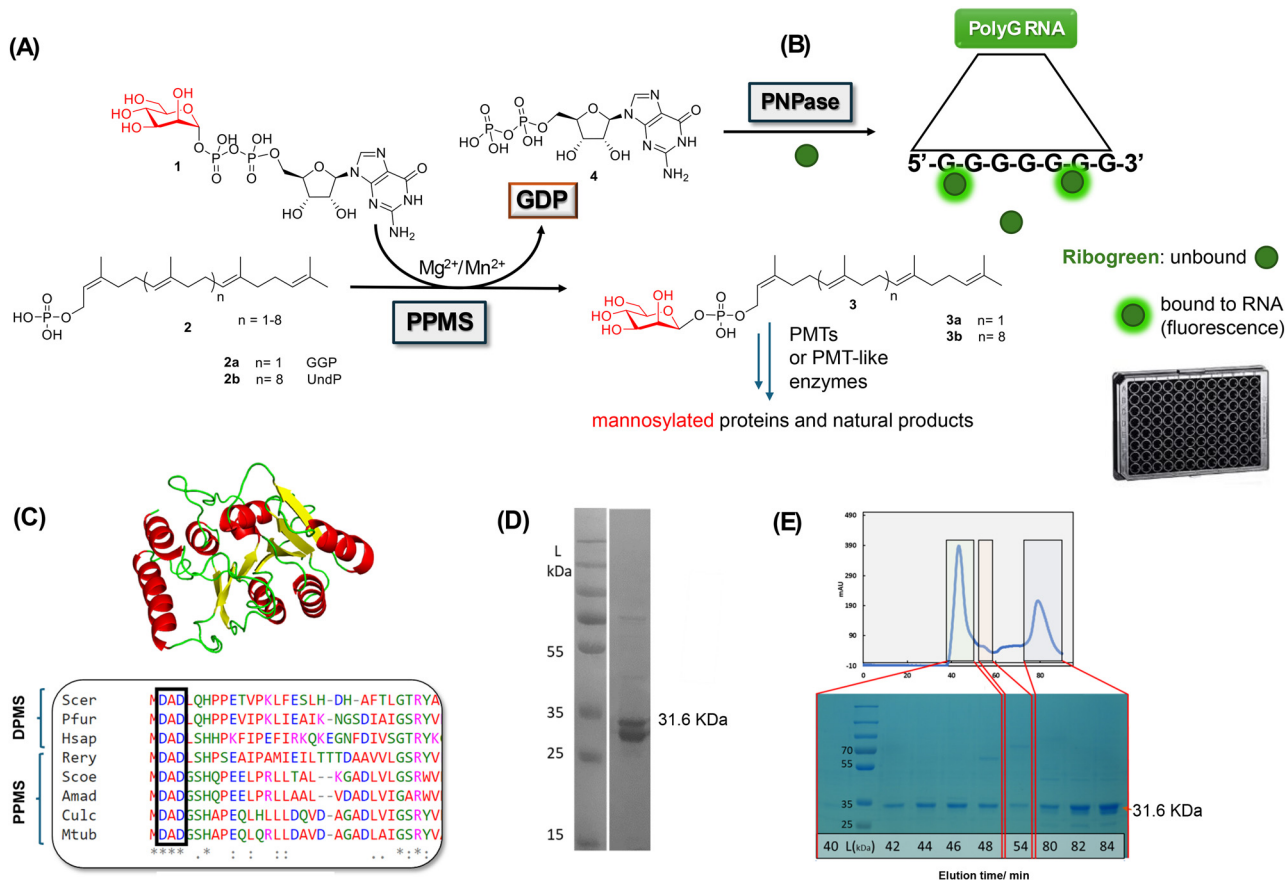 (A)
(B)
PolyG RNA
PNPase
5’-G-G-G-G-G-G-G-3’
1
4
GDP
Mg²⁺/Mn²⁺
PPMS
2
n = 1-8
n
2a n= 1 GGP
2b n= 8 UndP
3
n
3a n= 1
3b n= 8
PMTs
or PMT-like
enzymes
mannosylated proteins and natural products
Ribogreen: unbound
bound to RNA
(fluorescence)
(C)
DPMS
Scer MDADLQHPPETVPKLFESLH-DH-AFTLGTRYA
Pfur MDADLQHPPEVIPKLIEAIK-NGSDIAIGSRYV
Hsap MDADLSHHPKFIPEFIRKQKEGNFDIVSGTRYK
PPMS
Rery MDADLSHPSEAIPAMIEILTTTDAAVVLGSRYV
Scoe MDADGSHQPEELPRLLTAL--KGADLVLGSRWV
Amad MDADGSHQPEELPRLLAAL--VDADLVIGARWV
Culc MDADGSHAPEQLHLLLDQVD-AGADLVIGSRYV
Mtub MDADGSHAPEQLQRLLDAVD-AGADLAIGSRYV
**** .* : : :: .. *:*:
(D)
L
kDa
55
35
25
15
31.6 KDa
(E)
490
390
290
190
90
-10
mAU
0 20 40 60 80
70
55
35
25
31.6 KDa
40 L(kDa) 42 44 46 48 54 80 82 84
Elution time/ min